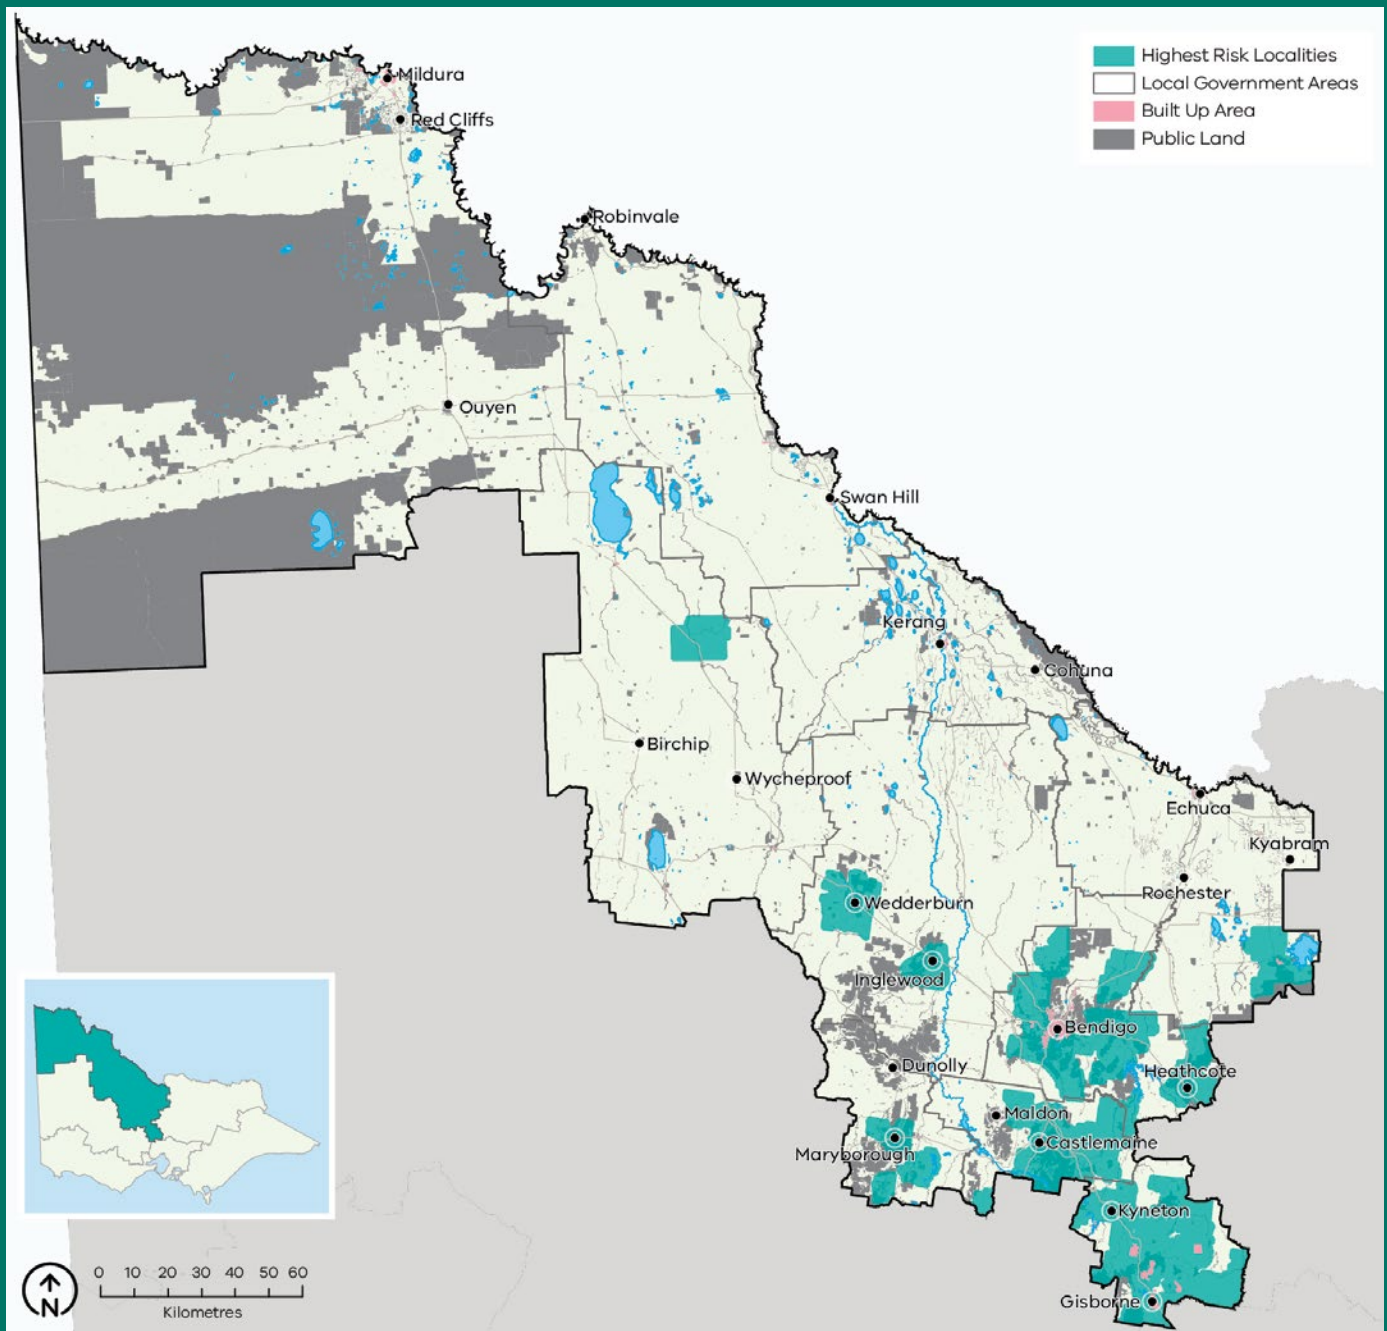 Highest Risk Localities
Local Government Areas
Built Up Area
Public Land
Mildura
Red Cliffs
Robinvale
Ouyen
Swan Hill
Kerang
Cohuna
Birchip
Wycheproof
Echuca
Kyabram
Rochester
Wedderburn
Inglewood
Bendigo
Dunolly
Heathcote
Maldon
Castlemaine
Maryborough
Kyneton
Gisborne
N
0 10 20 30 40 50 60
Kilometres